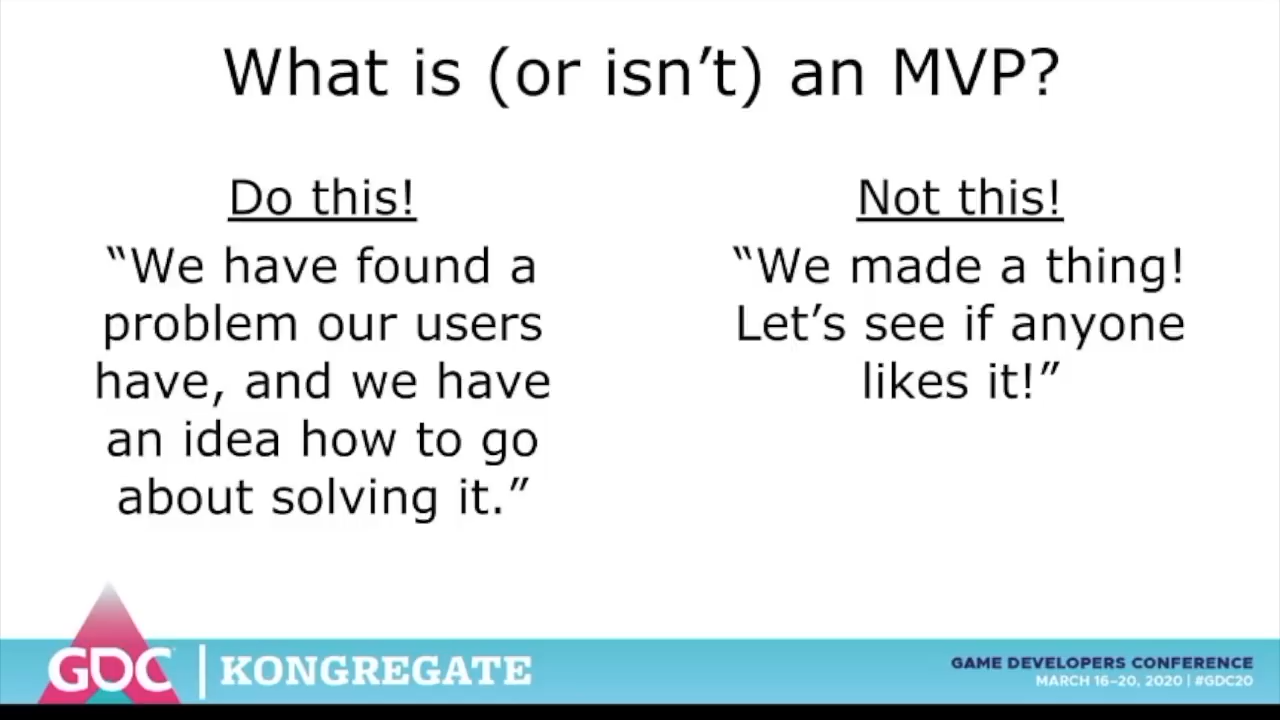 What is (or isn’t) an MVP?
Do this!
“We have found a
problem our users
have, and we have
an idea how to go
about solving it.”
Not this!
“We made a thing!
Let’s see if anyone
likes it!”
GDC
KONGREGATE
GAME DEVELOPERS CONFERENCE
MARCH 16–20, 2020 | #GDC20